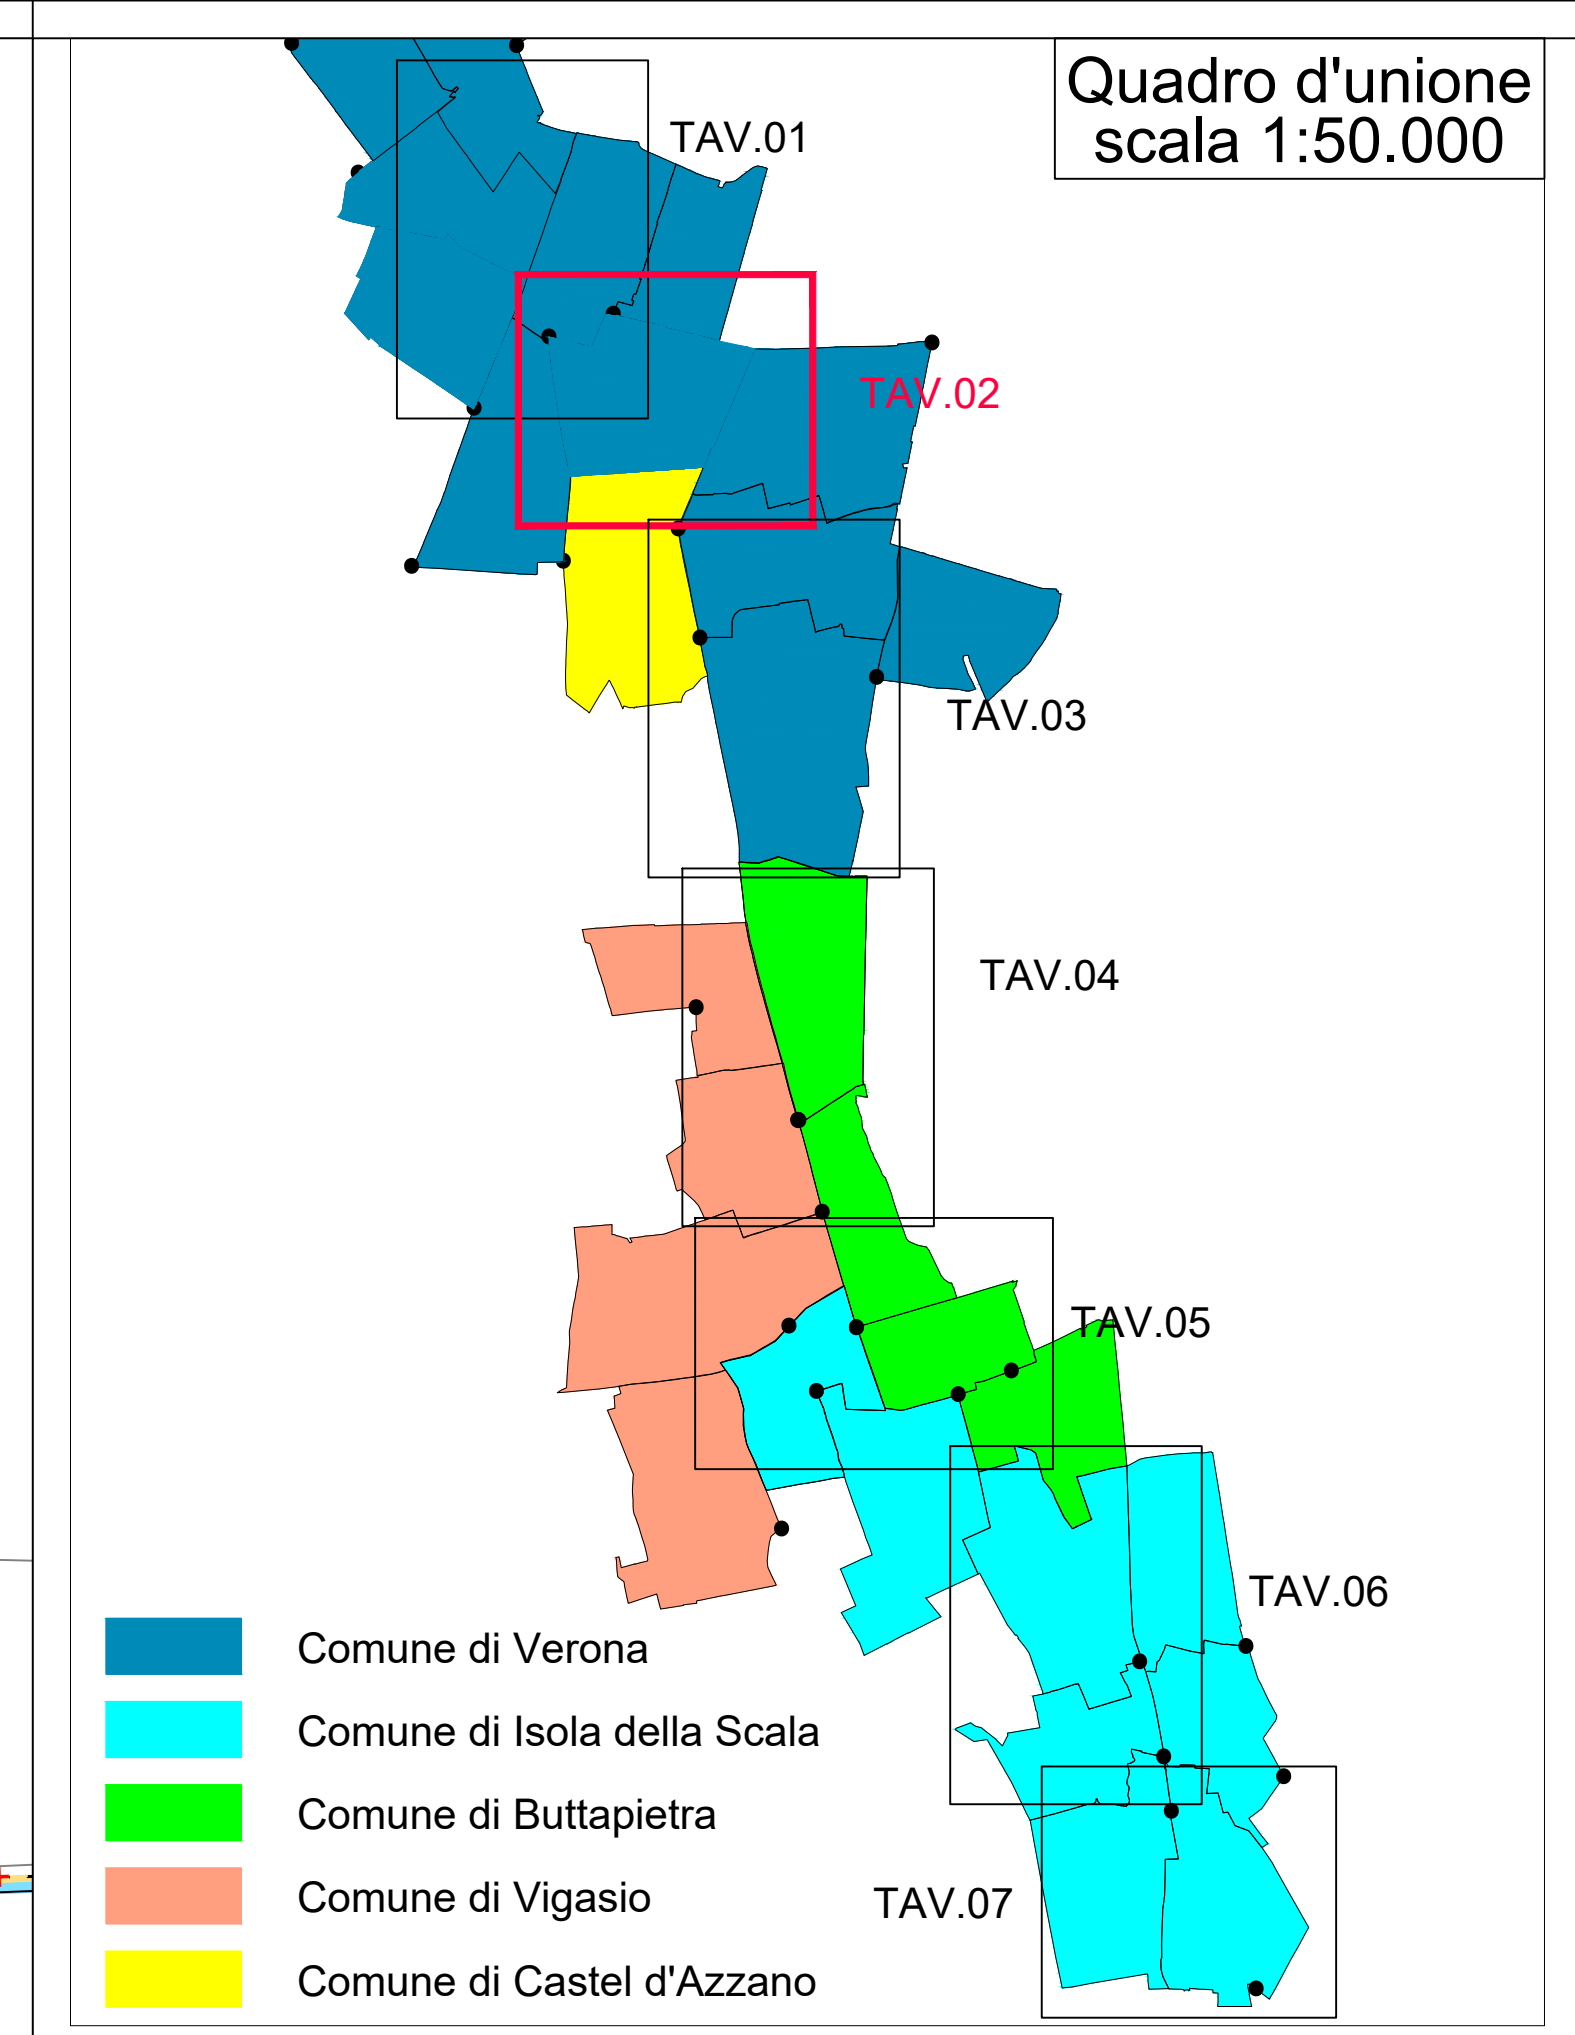 Quadro d'unione
scala 1:50.000
TAV.01
TAV.02
TAV.03
TAV.04
TAV.05
TAV.06
TAV.07
Comune di Verona
Comune di Isola della Scala
Comune di Buttapietra
Comune di Vigasio
Comune di Castel d'Azzano